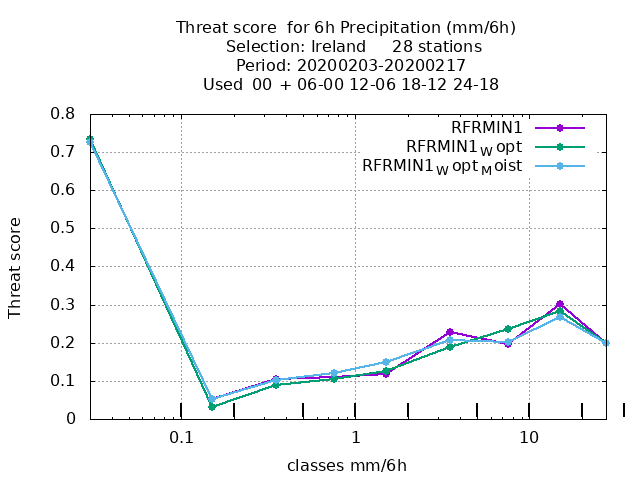 Threat score  for 6h Precipitation (mm/6h)
Selection: Ireland     28 stations
Period: 20200203-20200217
Used  00  + 06-00 12-06 18-12 24-18
RFRMIN1
RFRMIN1Wopt
RFRMIN1WoptMoist
0.8
0.7
0.6
0.5
0.4
0.3
0.2
0.1
0
Threat score
0.1 1 10
classes mm/6h